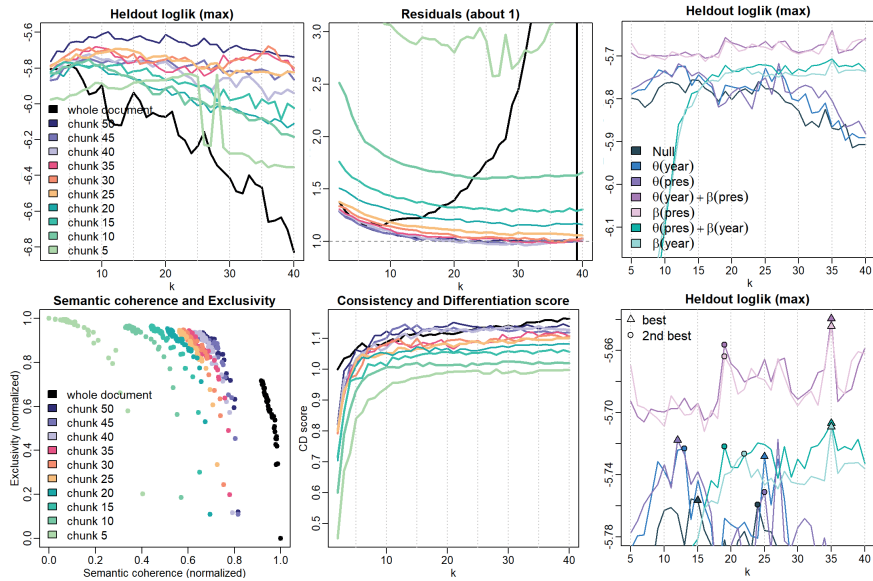 Heldout loglik (max)
-5.6
-5.8
-6.0
-6.2
-6.4
-6.6
-6.8
whole document
chunk 50
chunk 45
chunk 40
chunk 35
chunk 30
chunk 25
chunk 20
chunk 15
chunk 10
chunk 5
10
20
30
40
k
Residuals (about 1)
3.0
2.5
2.0
1.5
1.0
10
20
30
40
k
Heldout loglik (max)
-5.7
-5.8
-5.9
-6.0
-6.1
Null
θ(year)
θ(pres)
θ(year) + β(pres)
β(pres)
θ(pres) + β(year)
β(year)
5
10
15
20
25
30
35
40
k
Semantic coherence and Exclusivity
Exclusivity (normalized)
1.0
0.8
0.6
0.4
0.2
0.0
whole document
chunk 50
chunk 45
chunk 40
chunk 35
chunk 30
chunk 25
chunk 20
chunk 15
chunk 10
chunk 5
0.0
0.2
0.4
0.6
0.8
1.0
Semantic coherence (normalized)
Consistency and Differentiation score
CD score
1.1
1.0
0.9
0.8
0.7
0.6
0.5
10
20
30
40
k
Heldout loglik (max)
best
2nd best
-5.66
-5.70
-5.74
-5.78
5
10
15
20
25
30
35
40
k